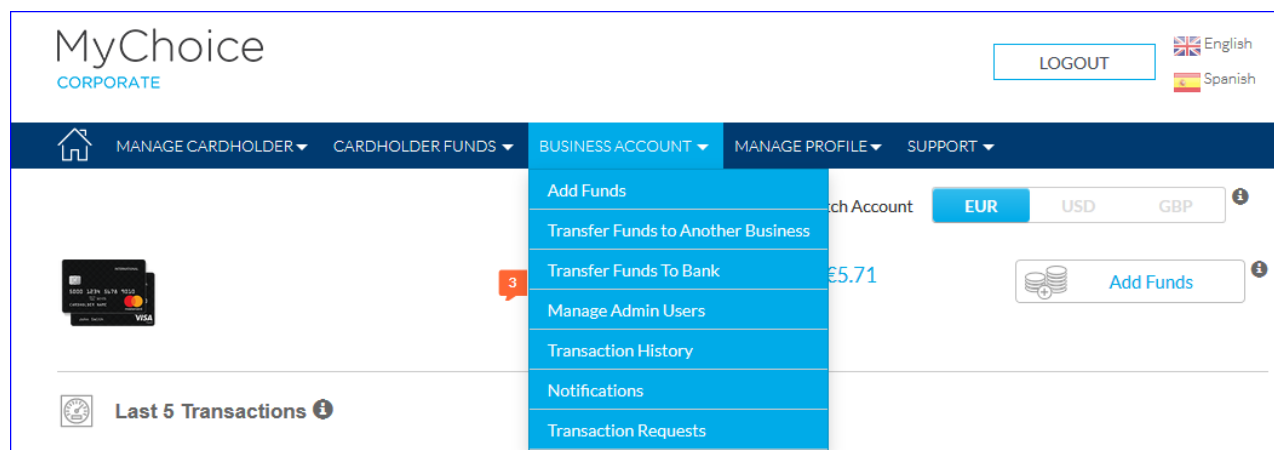 MyChoice
CORPORATE
LOGOUT
English
Spanish
MANAGE CARDHOLDER
CARDHOLDER FUNDS
BUSINESS ACCOUNT
MANAGE PROFILE
SUPPORT
Add Funds
Transfer Funds to Another Business
Transfer Funds To Bank
Manage Admin Users
Transaction History
Notifications
Transaction Requests
tch Account
EUR
USD
GBP
3
€5.71
Add Funds
VISA
Last 5 Transactions